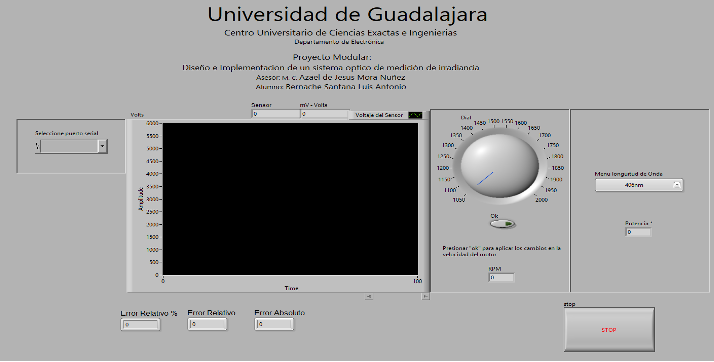 Universidad de Guadalajara
Centro Universitario de Ciencias Exactas e Ingenierias
Departamento de Electrónica
Proyecto Modular:
Diseño e Implementacion de un sistema optico de medición de irradiancia
Asesor: M. C. Azael de Jesus Mora Nuñez
Alumno: Bernache Santana Luis Antonio
Seleccione puerto serial
Volts
Sensor
0
mV - Volts
0
Voltaje del Sensor
Amplitude
6000
5500
5000
4500
4000
3500
3000
2500
2000
1500
1000
500
0
0
100
Time
Dial
1050
1100
1150
1200
1250
1300
1350
1400
1450
1500
1550
1600
1650
1700
1750
1800
1850
1900
1950
2000
Ok
Presionar "ok" para aplicar los cambios en la
velocidad del motor
RPM
0
Menu longuitud de Onda
405nm
0
Error Relativo %
0
Error Relativo
0
Error Absoluto
0
stop
STOP